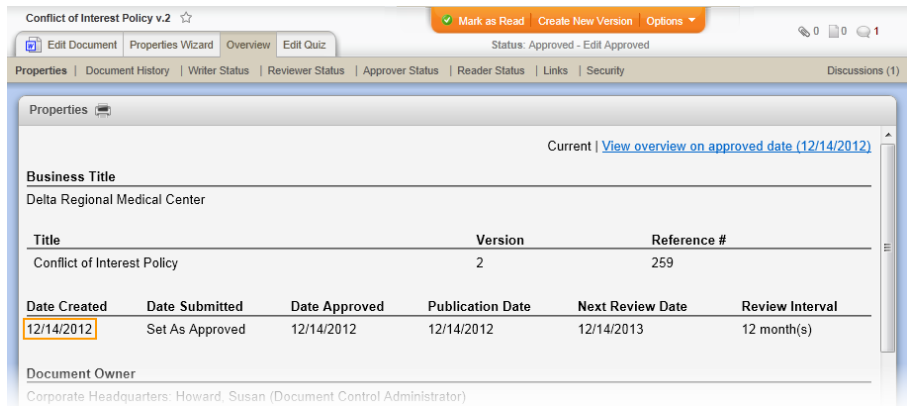 Conflict of Interest Policy v.2
Mark as Read Create New Version Options
0 0 1
Edit Document Properties Wizard Overview Edit Quiz
Status: Approved - Edit Approved
Properties | Document History | Writer Status | Reviewer Status | Approver Status | Reader Status | Links | Security Discussions (1)
Properties
Current | View overview on approved date (12/14/2012)
Business Title
Delta Regional Medical Center
Title Version Reference #
Conflict of Interest Policy 2 259
Date Created Date Submitted Date Approved Publication Date Next Review Date Review Interval
12/14/2012 Set As Approved 12/14/2012 12/14/2012 12/14/2013 12 month(s)
Document Owner
Corporate Headquarters: Howard, Susan (Document Control Administrator)